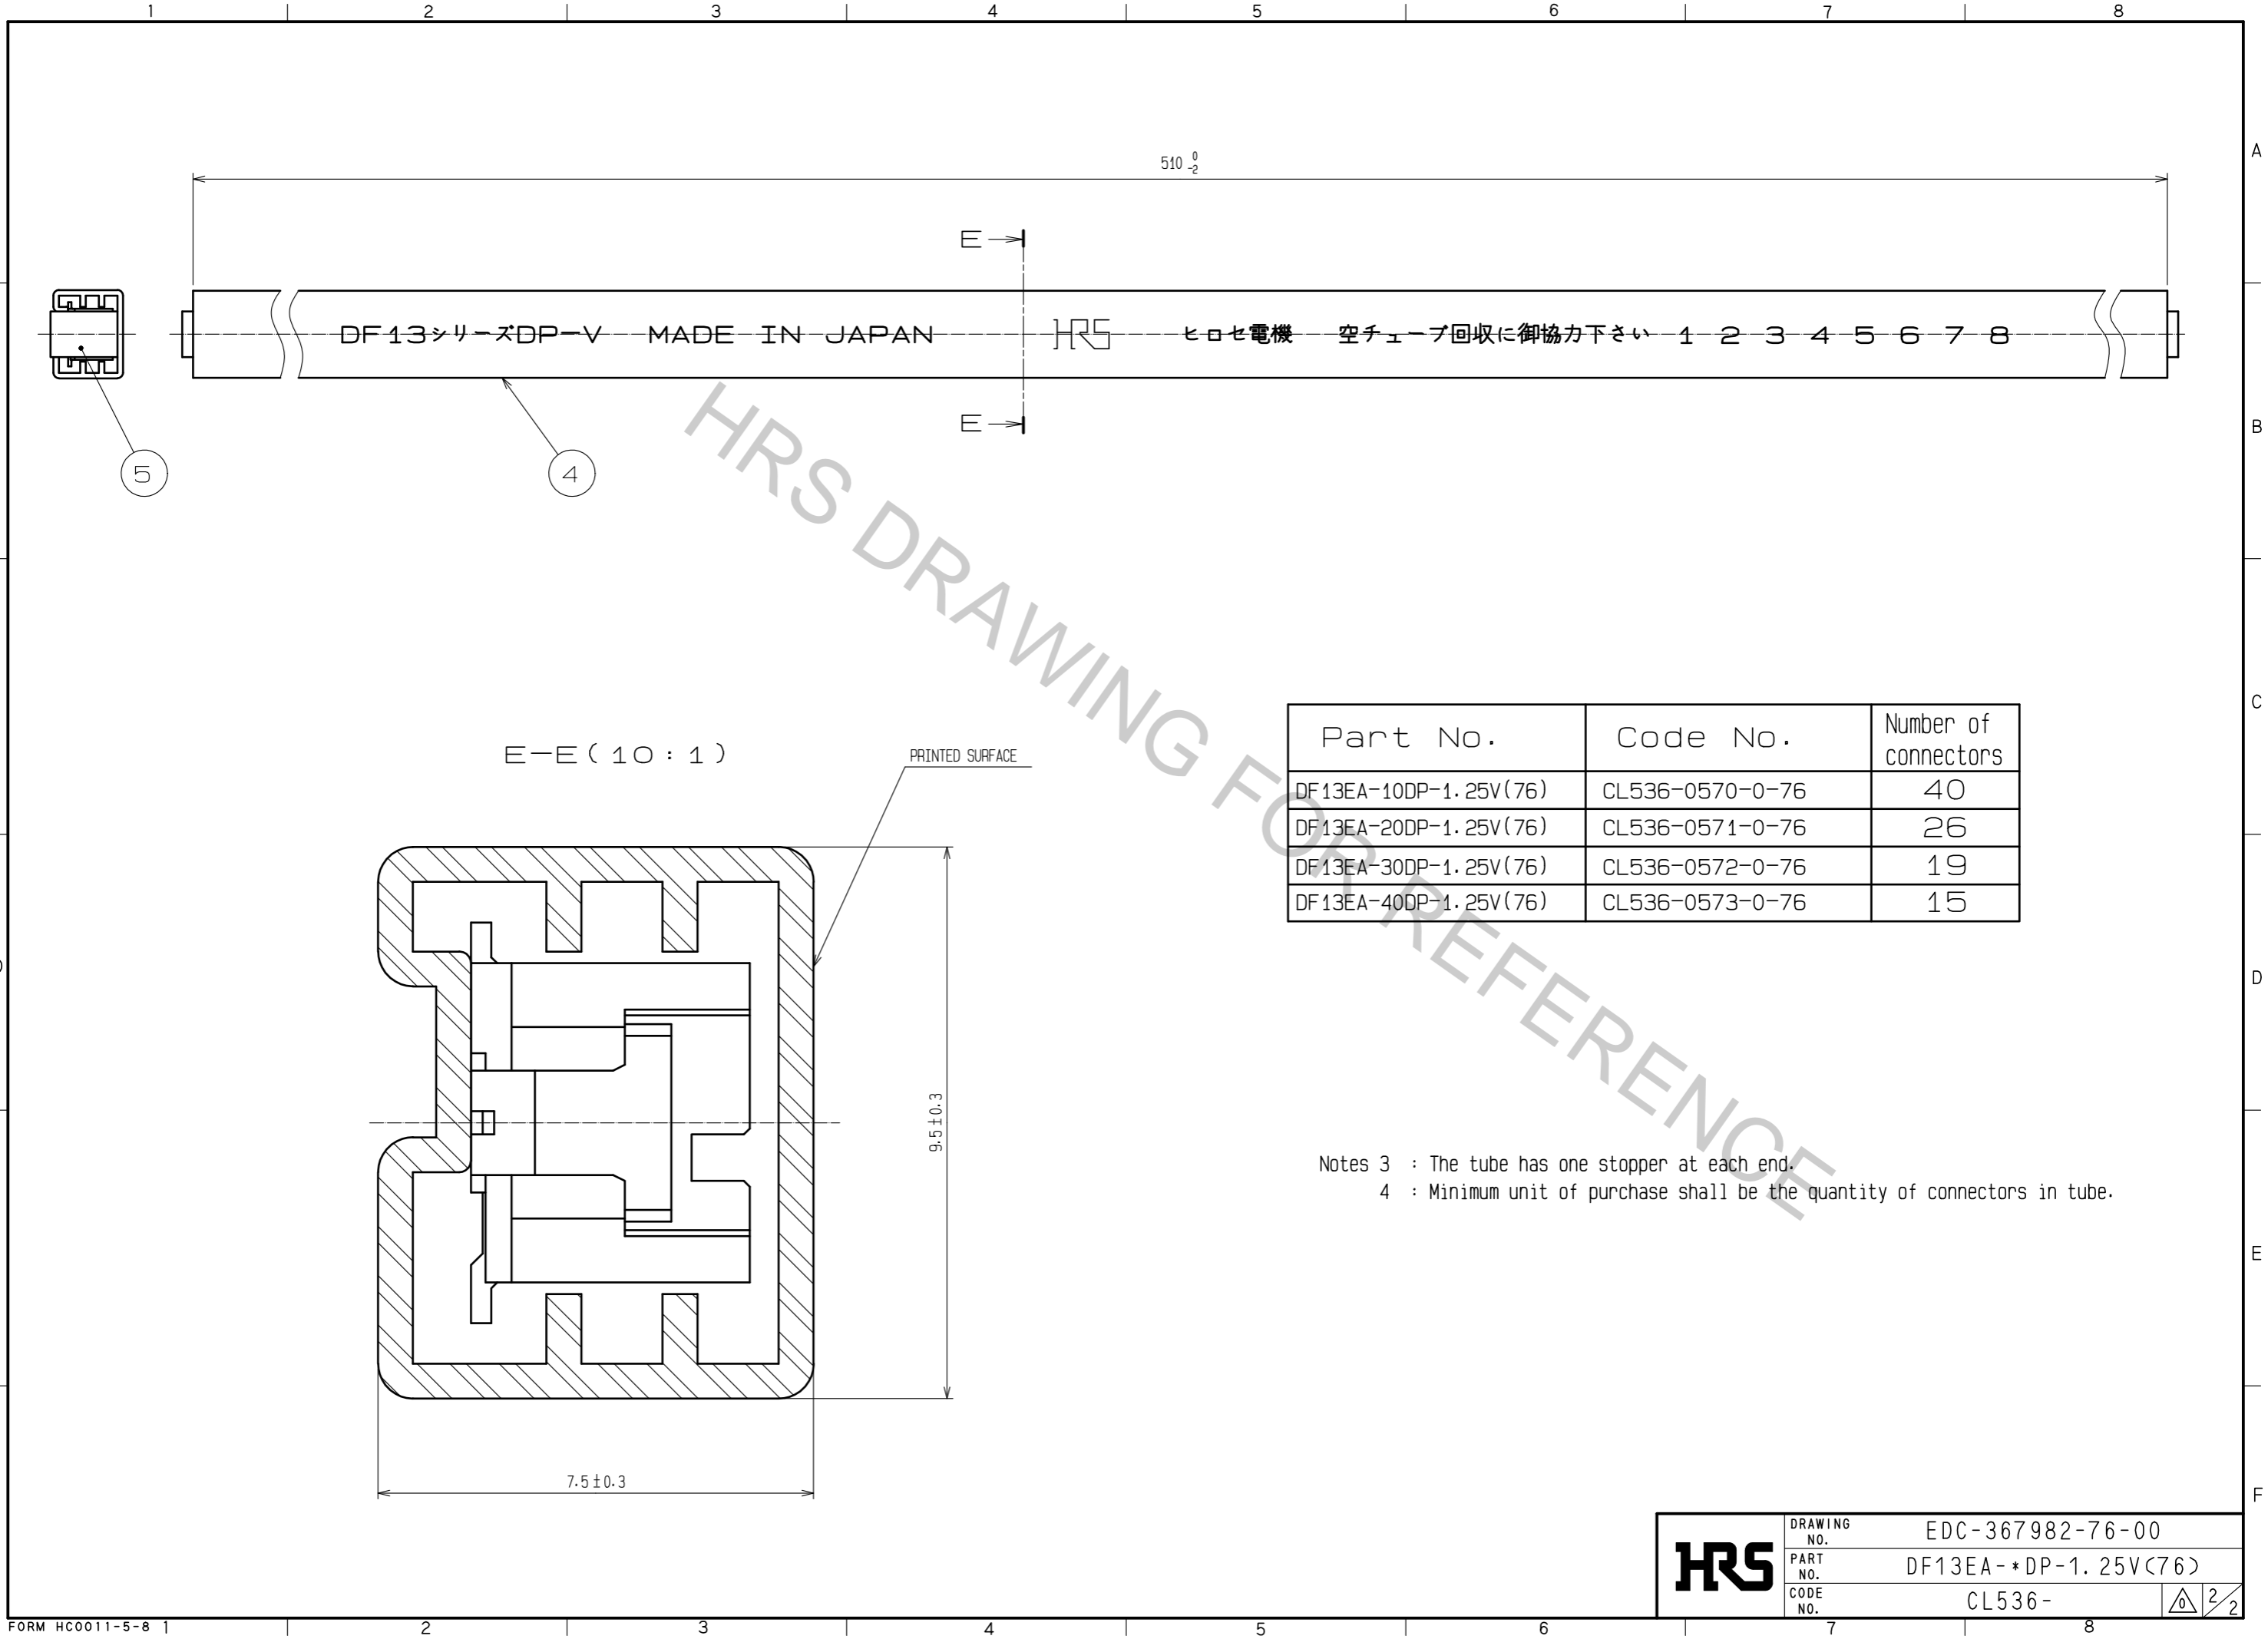 1 2 3 4 5 6 7 8
510 0 -2
A
E
DF13シリーズDP-V MADE IN JAPAN HRS ヒロセ電機 空チューブ回収に御協力下さい 1 2 3 4 5 6 7 8
E
B
5
4
HRS DRAWING FOR REFERENCE
C
E-E(10:1)
PRINTED SURFACE
Part No. Code No. Number of connectors
DF13EA-10DP-1.25V(76) CL536-0570-0-76 40
DF13EA-20DP-1.25V(76) CL536-0571-0-76 26
DF13EA-30DP-1.25V(76) CL536-0572-0-76 19
DF13EA-40DP-1.25V(76) CL536-0573-0-76 15
D
9.5±0.3
Notes 3 : The tube has one stopper at each end.
4 : Minimum unit of purchase shall be the quantity of connectors in tube.
E
7.5±0.3
F
HRS
DRAWING NO. EDC-367982-76-00
PART NO. DF13EA-*DP-1.25V(76)
CODE NO. CL536- 0 2/2
FORM HC0011-5-8 1 2 3 4 5 6 7 8